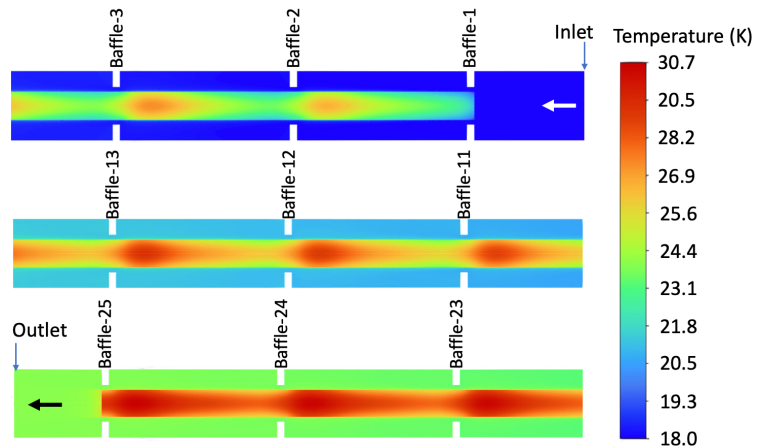 Baffle-3
Baffle-2
Baffle-1
Inlet
Temperature (K)
30.7
20.5
28.2
26.9
25.6
24.4
23.1
21.8
20.5
19.3
18.0
Baffle-13
Baffle-12
Baffle-11
Outlet
Baffle-25
Baffle-24
Baffle-23